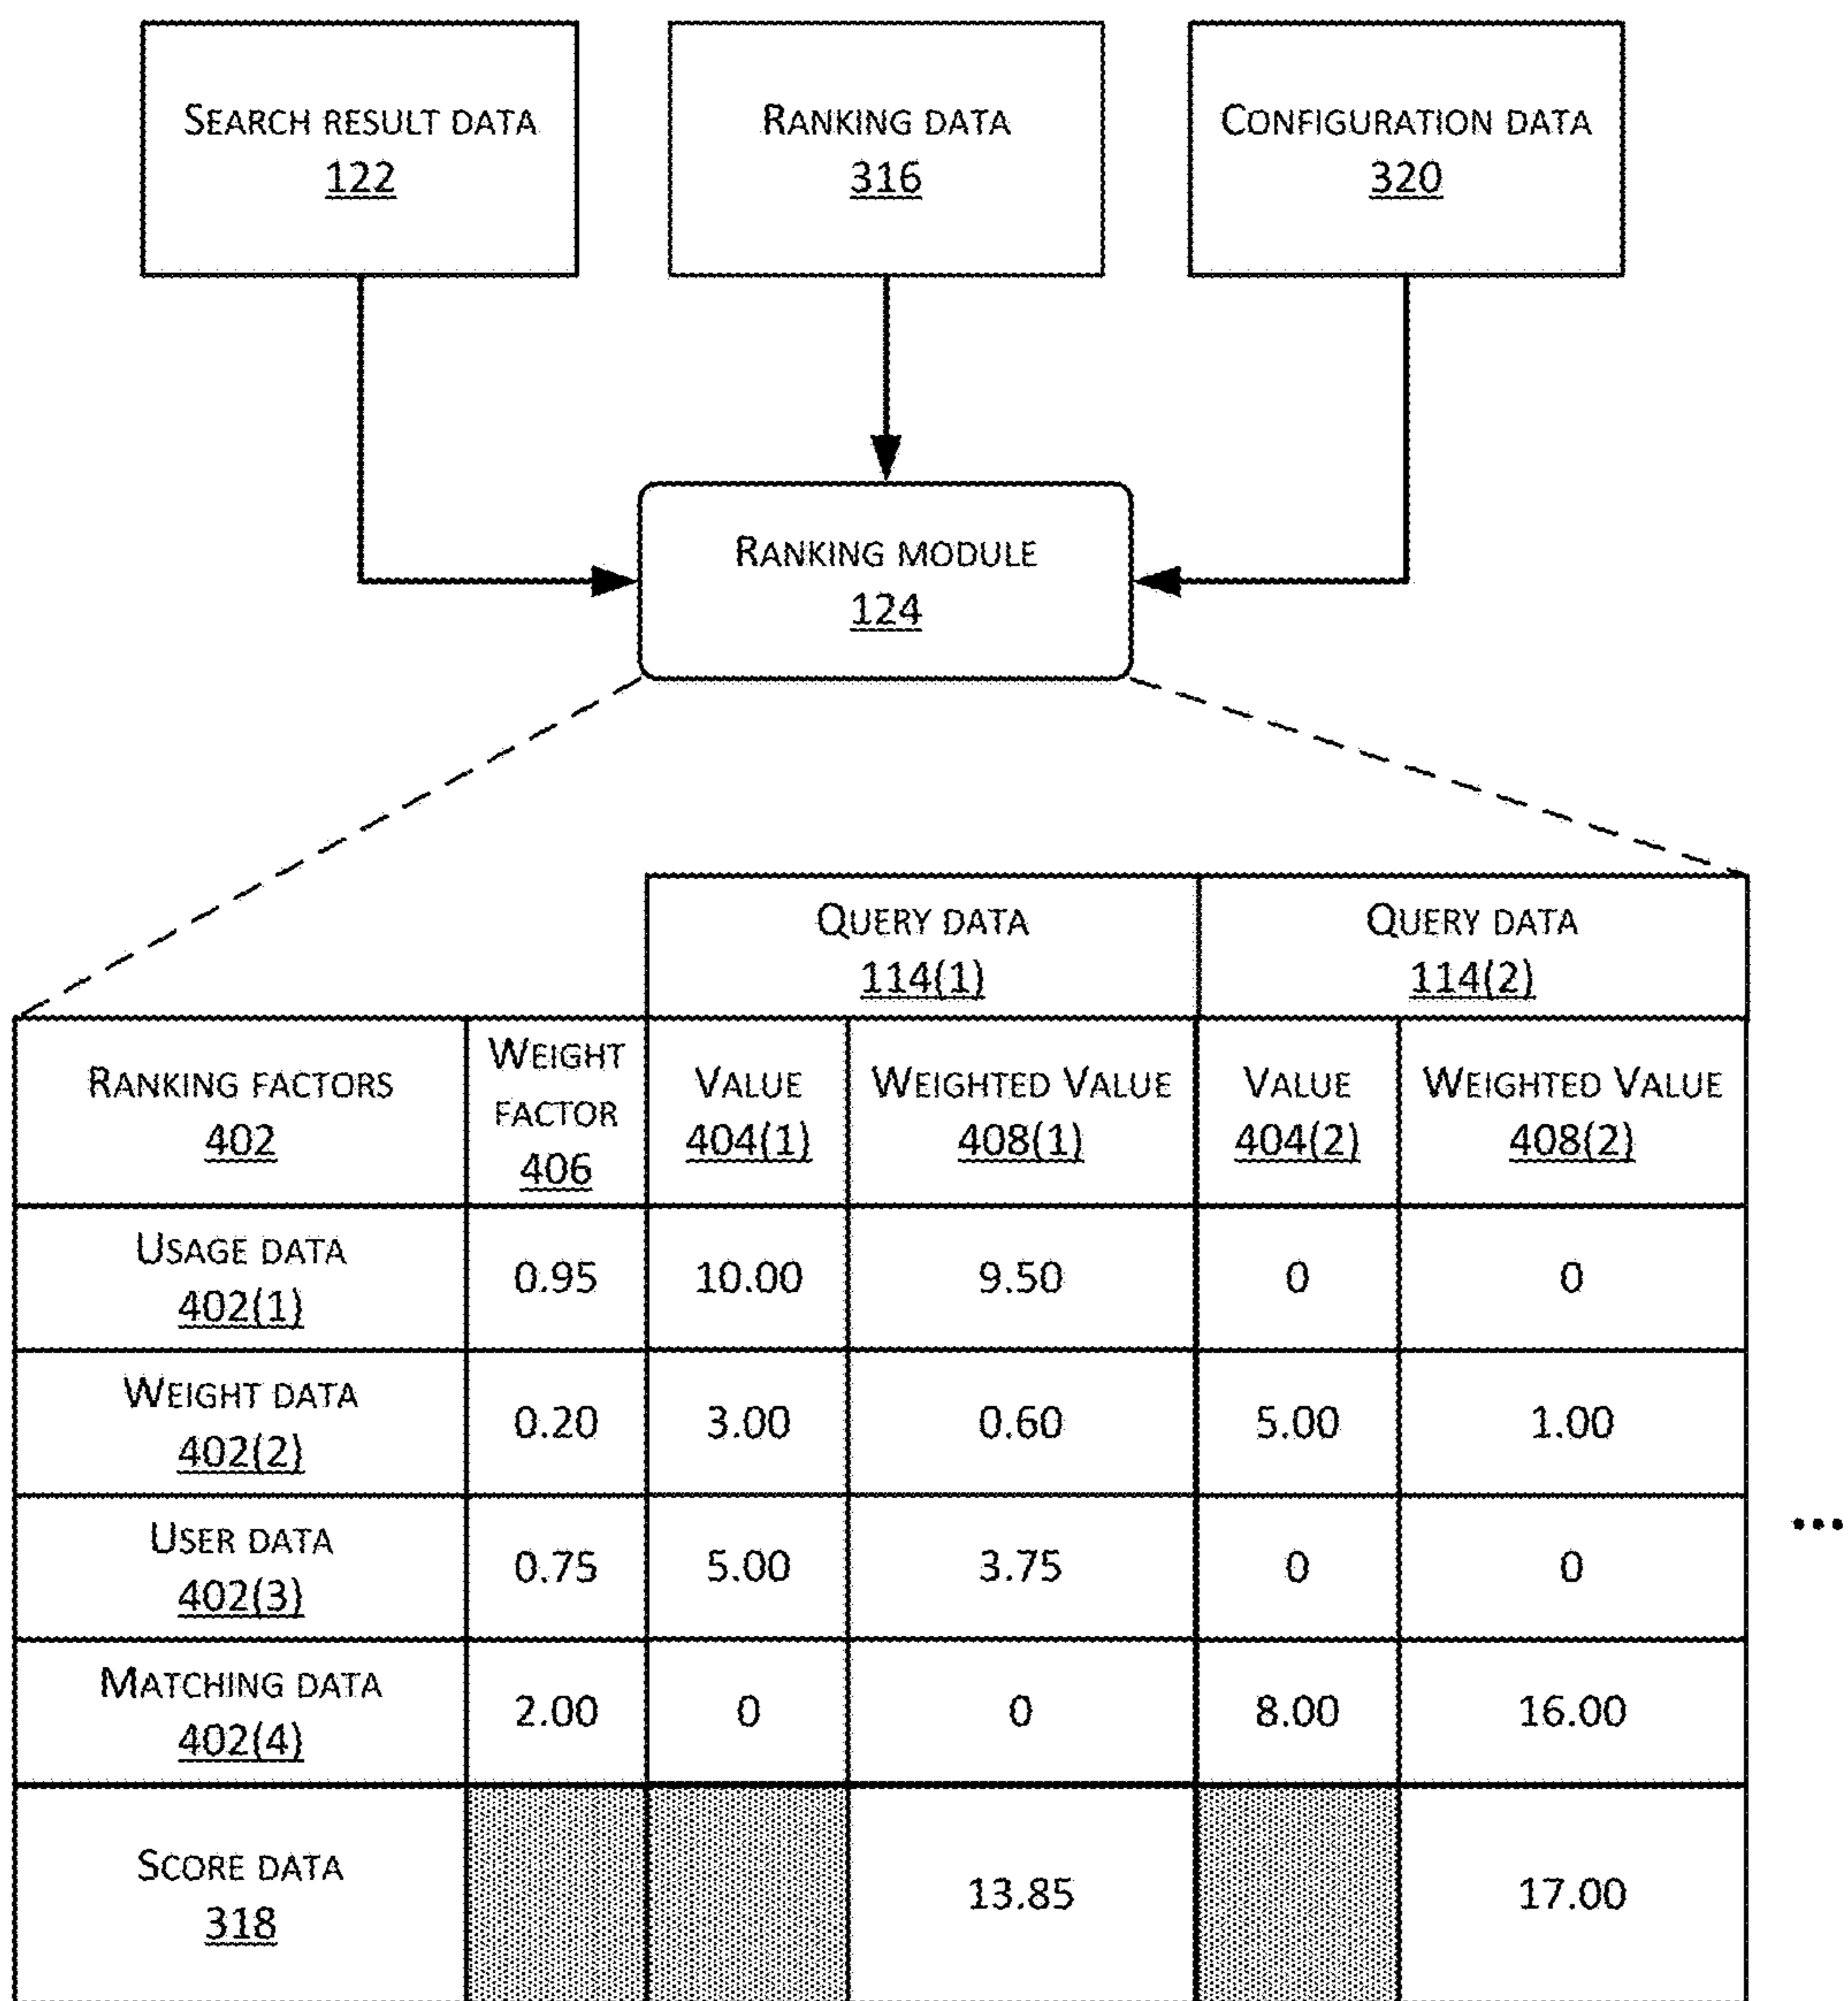 SEARCH RESULT DATA
122
RANKING DATA
316
CONFIGURATION DATA
320
RANKING MODULE
124
QUERY DATA
114(1)
QUERY DATA
114(2)
RANKING FACTORS
402
WEIGHT
FACTOR
406
VALUE
404(1)
WEIGHTED VALUE
408(1)
VALUE
404(2)
WEIGHTED VALUE
408(2)
USAGE DATA
402(1)
0.95
10.00
9.50
0
0
WEIGHT DATA
402(2)
0.20
3.00
0.60
5.00
1.00
USER DATA
402(3)
0.75
5.00
3.75
0
0
...
MATCHING DATA
402(4)
2.00
0
0
8.00
16.00
SCORE DATA
318
13.85
17.00